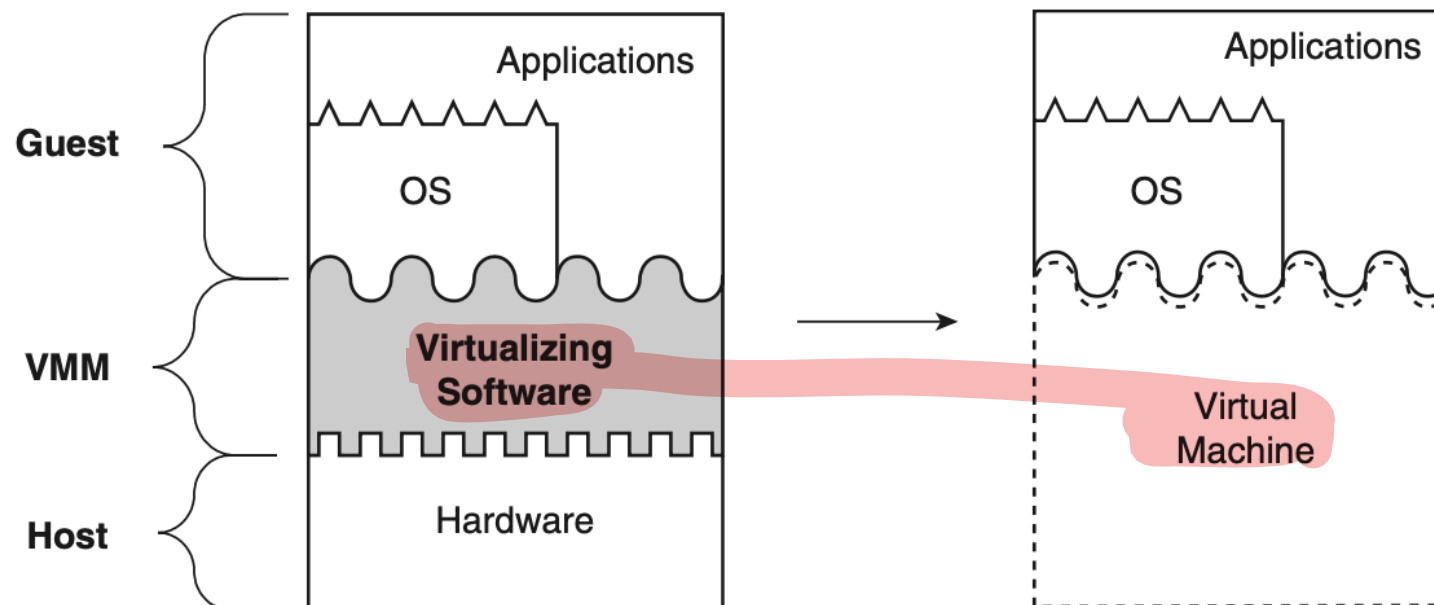 Applications
Applications
Guest
OS
OS
Virtualizing
Software
VMM
Virtual
Machine
Hardware
Host